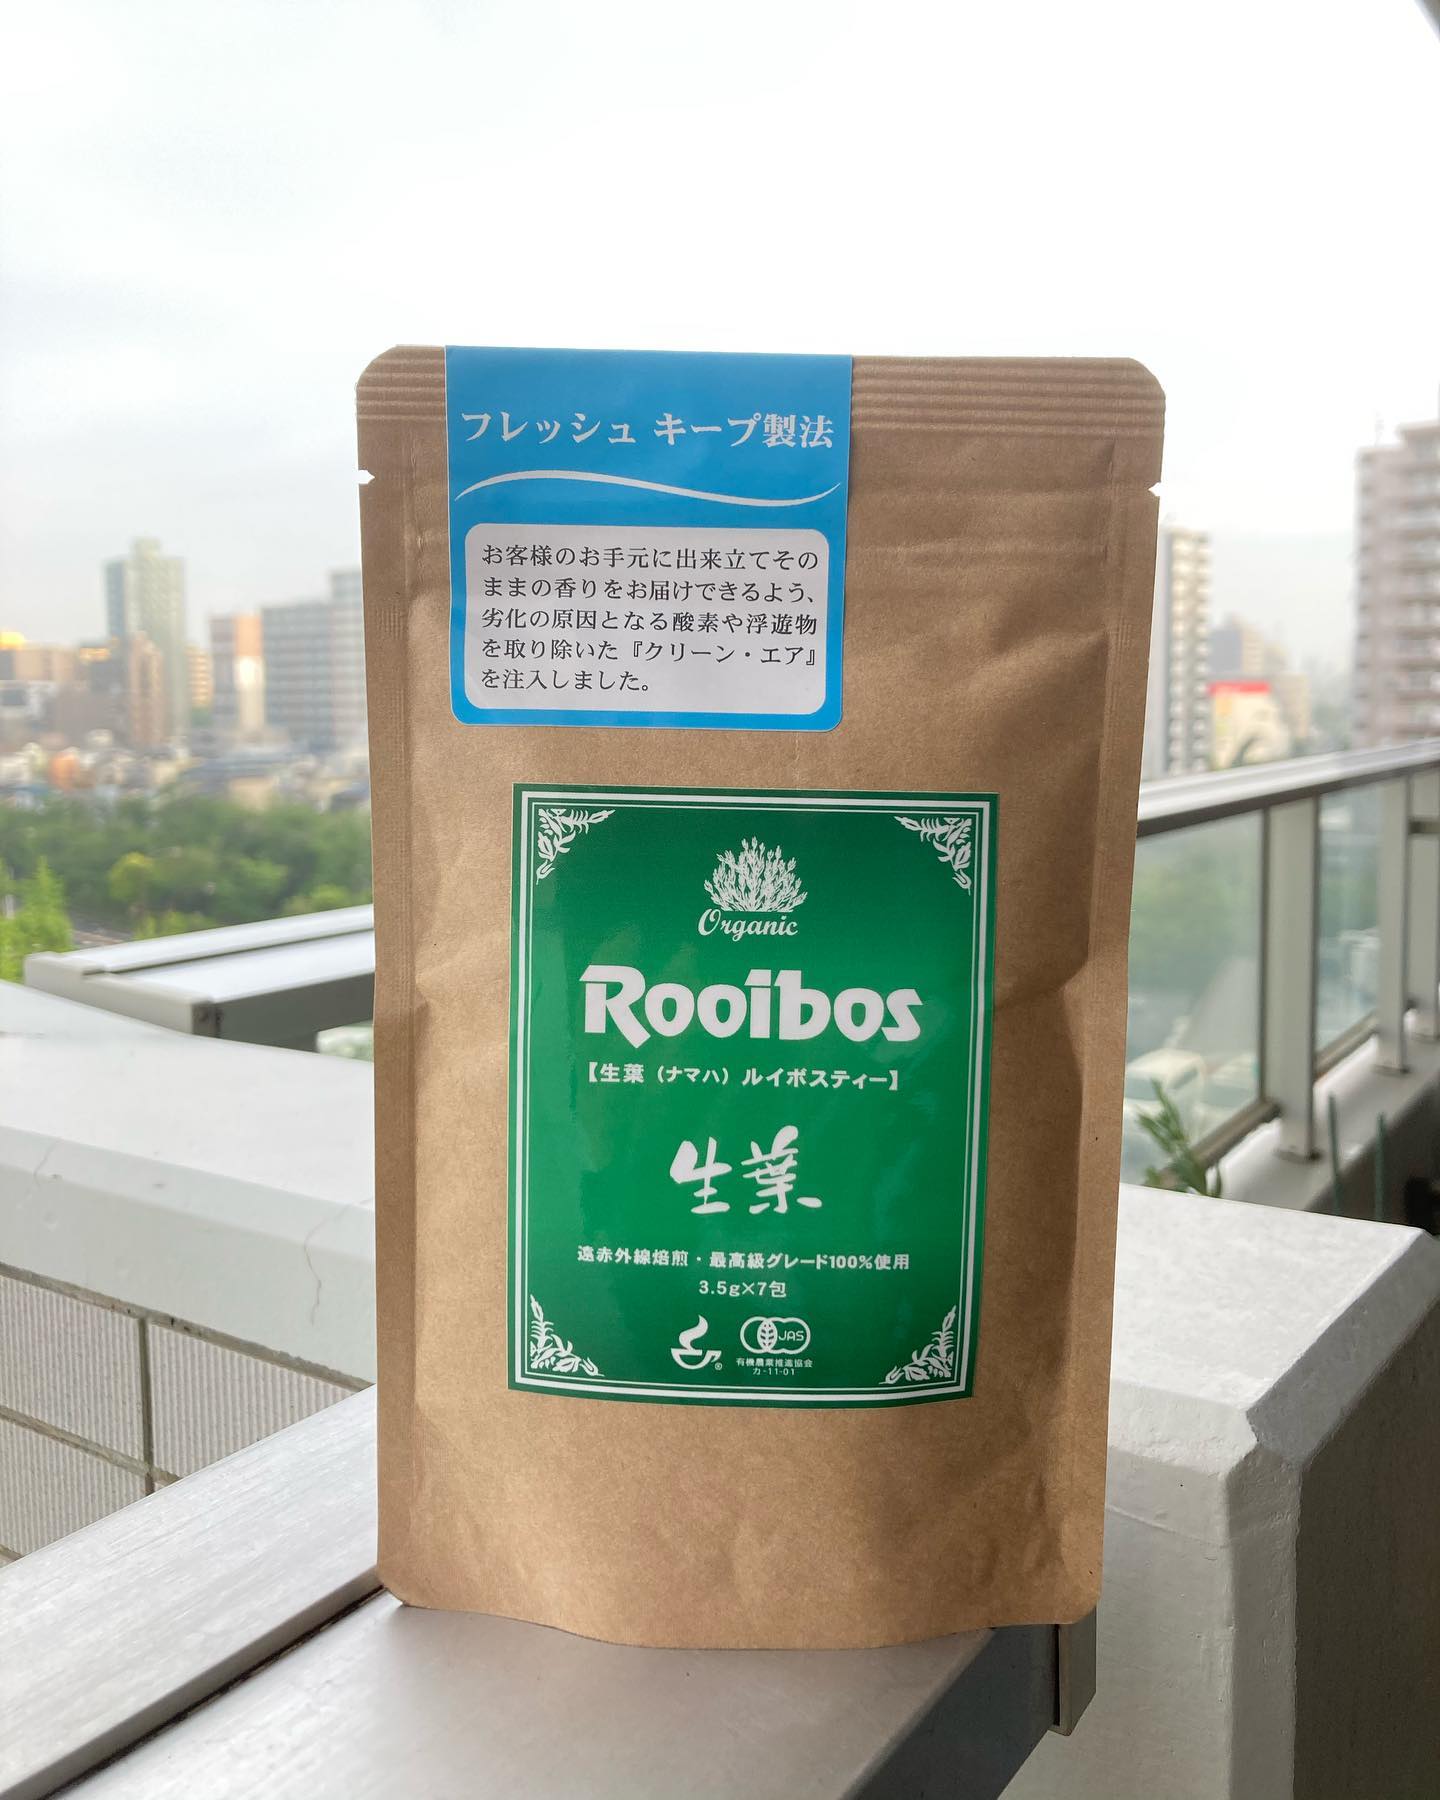 フレッシュ キープ製法
お客様のお手元に出来立てその
ままの香りをお届けできるよう、
劣化の原因となる酸素や浮遊物
を取り除いた『クリーン・エア』
を注入しました。
Organic
Rooibos
【生葉（ナマハ）ルイボスティー】
生葉
遠赤外線焙煎・最高級グレード100%使用
3.5g×7包
® JAS
有機農業推進協会
カ-11-01